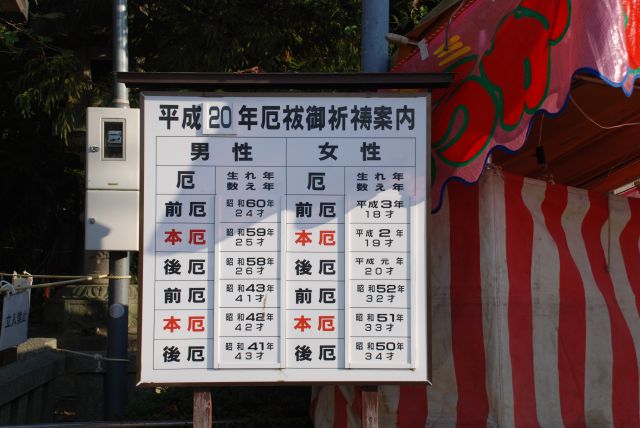 平成20年厄祓御祈祷案内
男性 女性
厄 生れ年 数え年 厄 生れ年 数え年
前厄 昭和60年 24才 前厄 平成3年 18才
本厄 昭和59年 25才 本厄 平成2年 19才
後厄 昭和58年 26才 後厄 平成元年 20才
前厄 昭和43年 41才 前厄 昭和52年 32才
本厄 昭和42年 42才 本厄 昭和51年 33才
後厄 昭和41年 43才 後厄 昭和50年 34才
立入禁止